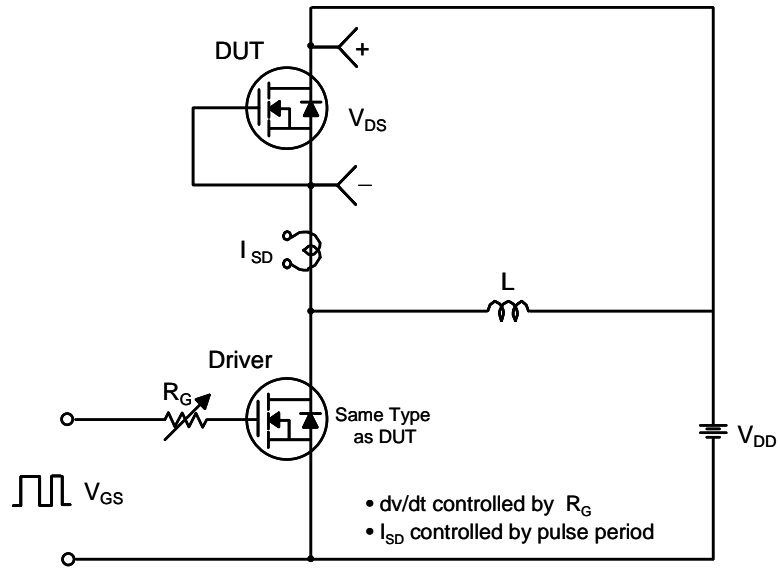 DUT
+
V_DS
−
I_SD
L
Driver
R_G
Same Type
as DUT
V_DD
V_GS
• dv/dt controlled by R_G
• I_SD controlled by pulse period